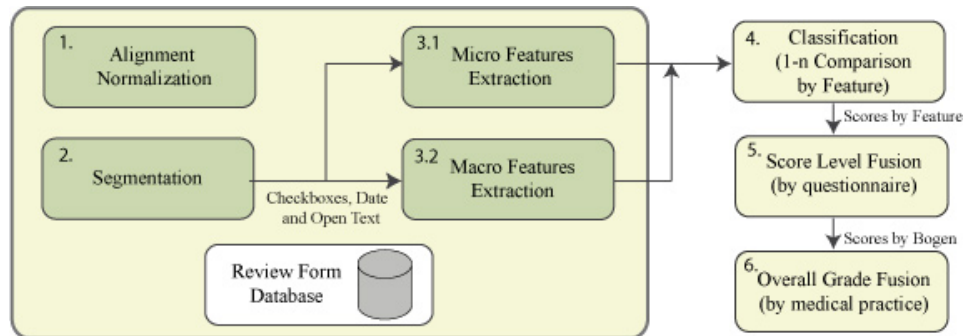 1.
Alignment
Normalization
2.
Segmentation
Checkboxes, Date
and Open Text
3.1
Micro Features
Extraction
3.2
Macro Features
Extraction
Review Form
Database
4.
Classification
(1-n Comparison
by Feature)
Scores by Feature
5.
Score Level Fusion
(by questionnaire)
Scores by Bogen
6.
Overall Grade Fusion
(by medical practice)